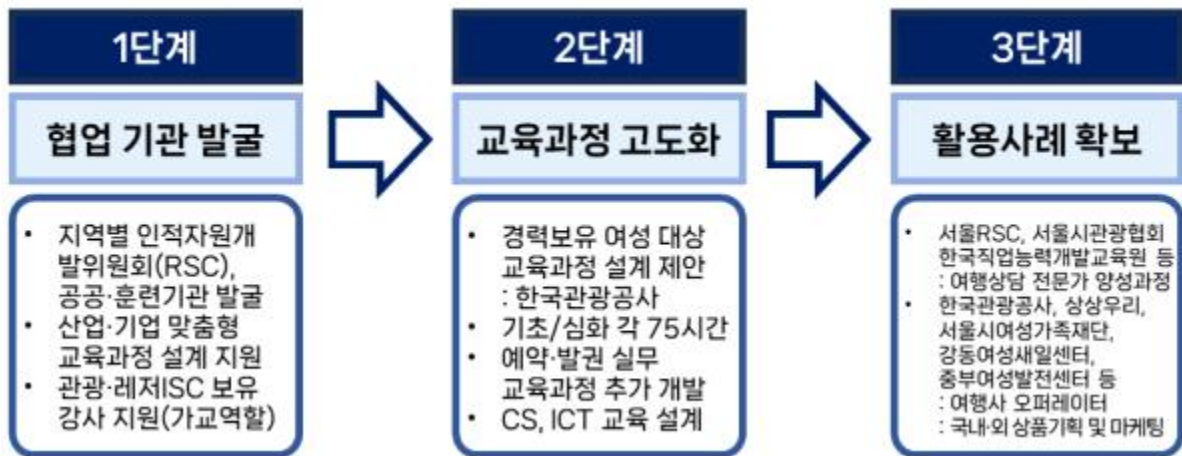 1단계
협업 기관 발굴
• 지역별 인적자원개
발위원회(RSC),
공공·훈련기관 발굴
• 산업·기업 맞춤형
교육과정 설계 지원
• 관광·레저ISC 보유
강사 지원(가교역할)
2단계
교육과정 고도화
• 경력보유 여성 대상
교육과정 설계 제안
: 한국관광공사
• 기초/심화 각 75시간
• 예약·발권 실무
교육과정 추가 개발
• CS, ICT 교육 설계
3단계
활용사례 확보
• 서울RSC, 서울시관광협회
한국직업능력개발교육원 등
: 여행상담 전문가 양성과정
• 한국관광공사, 상상우리,
서울시여성가족재단,
강동여성새일센터,
중부여성발전센터 등
: 여행사 오퍼레이터
: 국내·외 상품기획 및 마케팅